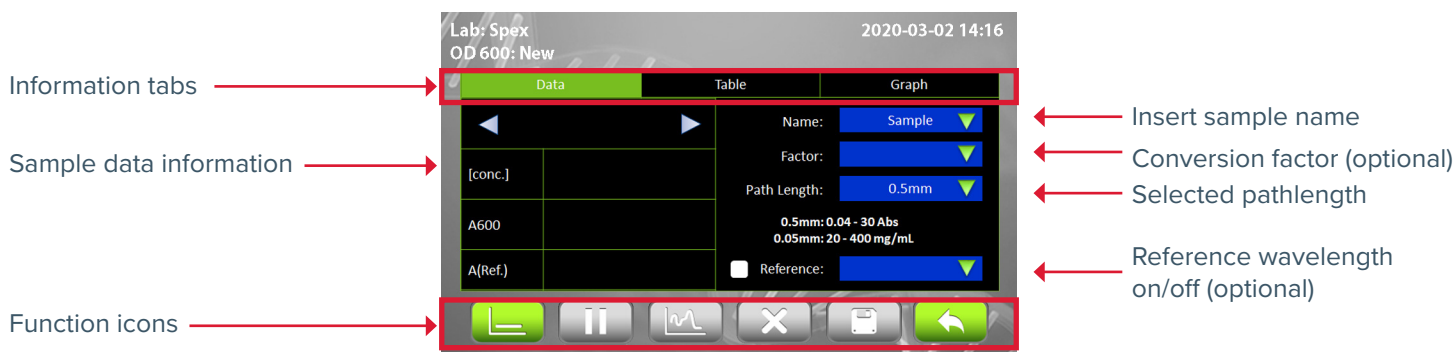 Lab: Spex
2020-03-02 14:16
OD 600: New
Information tabs
Data
Table
Graph
Sample data information
[conc.]
A600
A(Ref.)
Name:
Sample
Insert sample name
Factor:
Conversion factor (optional)
Path Length:
0.5mm
Selected pathlength
0.5mm: 0.04 - 30 Abs
0.05mm: 20 - 400 mg/mL
Reference:
Reference wavelength
on/off (optional)
Function icons